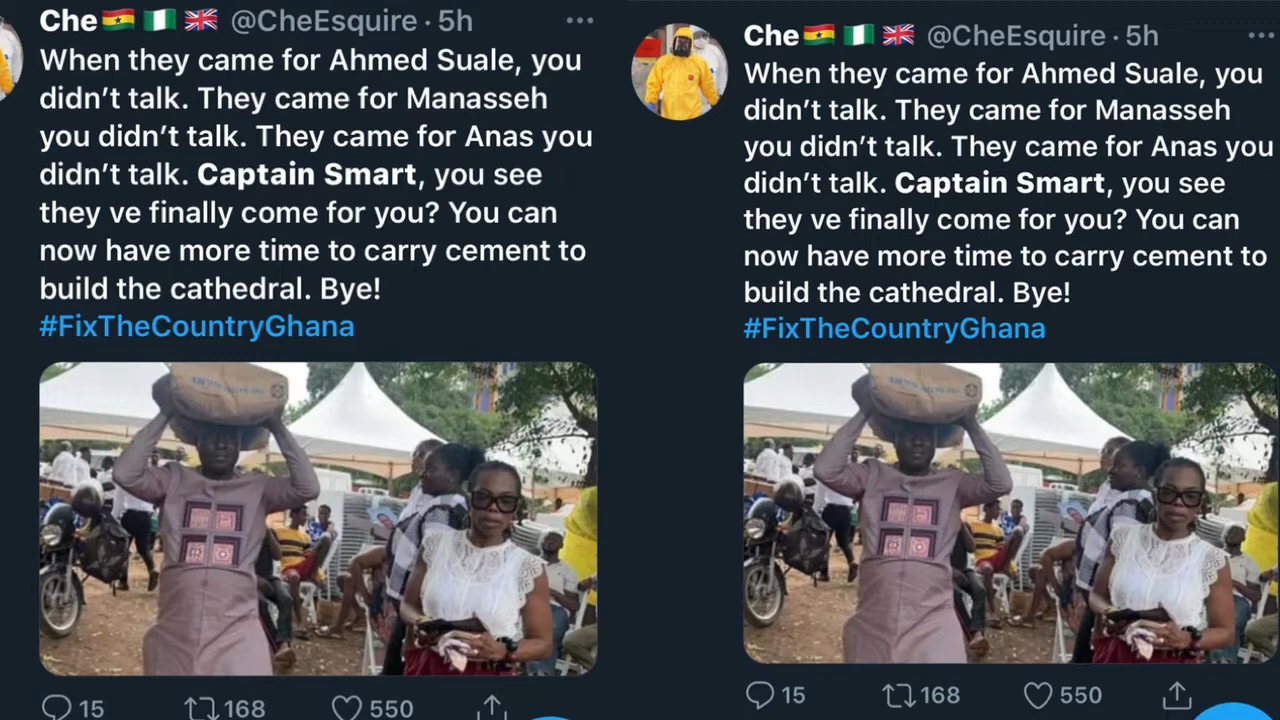 Che🇬🇭 🇳🇬 🇬🇧 @CheEsquire · 5h
When they came for Ahmed Suale, you
didn't talk. They came for Manasseh
you didn't talk. They came for Anas you
didn't talk. Captain Smart, you see
they ve finally come for you? You can
now have more time to carry cement to
build the cathedral. Bye!
#FixTheCountryGhana
15 168 550
Che🇬🇭 🇳🇬 🇬🇧 @CheEsquire · 5h
When they came for Ahmed Suale, you
didn't talk. They came for Manasseh
you didn't talk. They came for Anas you
didn't talk. Captain Smart, you see
they ve finally come for you? You can
now have more time to carry cement to
build the cathedral. Bye!
#FixTheCountryGhana
15 168 550